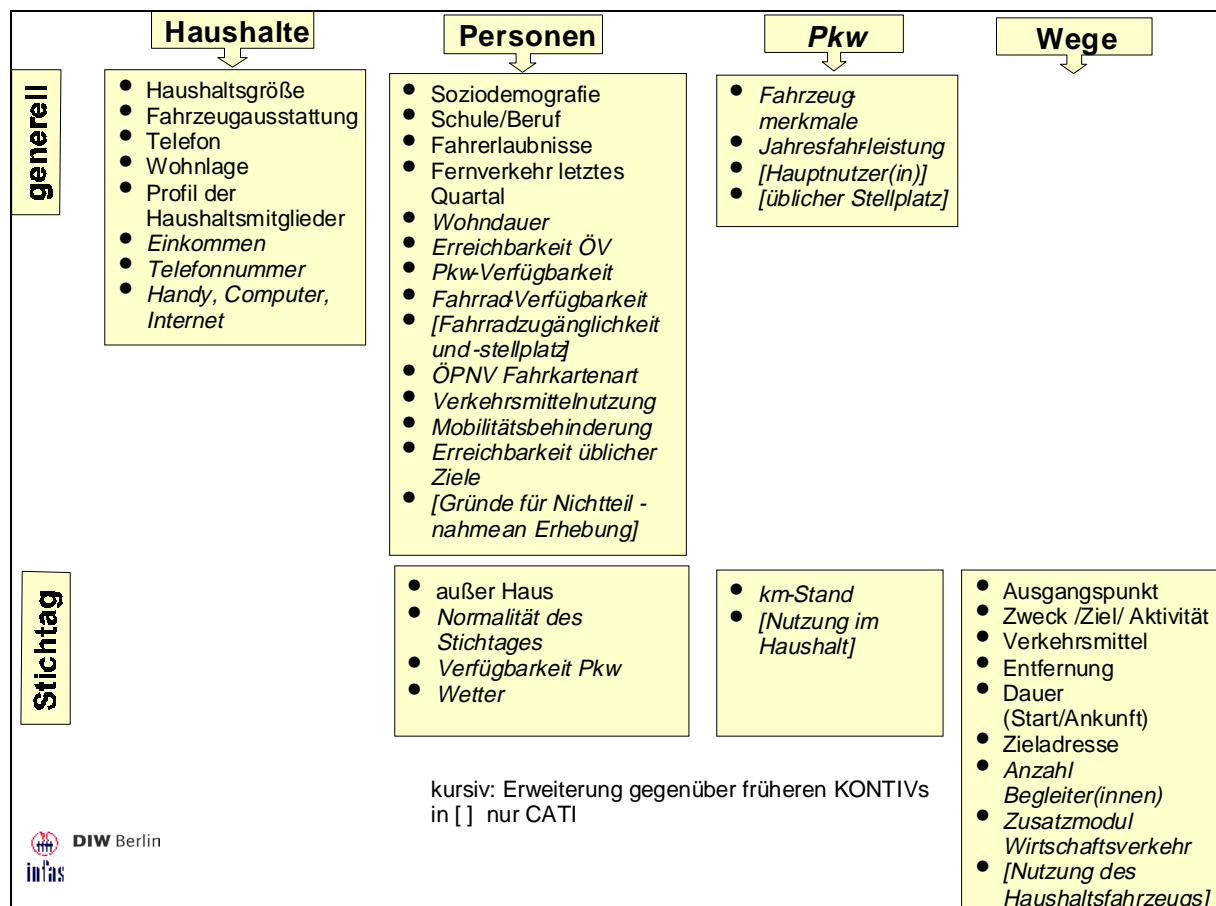 Haushalte
Personen
Pkw
Wege
generell
Haushaltsgröße
Fahrzeugausstattung
Telefon
Wohnlage
Profil der
Haushaltsmitglieder
Einkommen
Telefonnummer
Handy, Computer,
Internet
Soziodemografie
Schule/Beruf
Fahrerlaubnisse
Fernverkehr letztes
Quartal
Wohndauer
Erreichbarkeit ÖV
Pkw-Verfügbarkeit
Fahrrad-Verfügbarkeit
[Fahrradzugänglichkeit
und -stellplatz]
ÖPNV Fahrkartenart
Verkehrsmittelnutzung
Mobilitätsbehinderung
Erreichbarkeit üblicher
Ziele
[Gründe für Nichtteil -
nahmean Erhebung]
Fahrzeug-
merkmale
Jahresfahrleistung
[Hauptnutzer(in)]
[üblicher Stellplatz]
Stichtag
außer Haus
Normalität des
Stichtages
Verfügbarkeit Pkw
Wetter
km-Stand
[Nutzung im
Haushalt]
Ausgangspunkt
Zweck /Ziel/ Aktivität
Verkehrsmittel
Entfernung
Dauer
(Start/Ankunft)
Zieladresse
Anzahl
Begleiter(innen)
Zusatzmodul
Wirtschaftsverkehr
[Nutzung des
Haushaltsfahrzeugs]
kursiv: Erweiterung gegenüber früheren KONTIVs
in [ ] nur CATI
DIW Berlin
infas